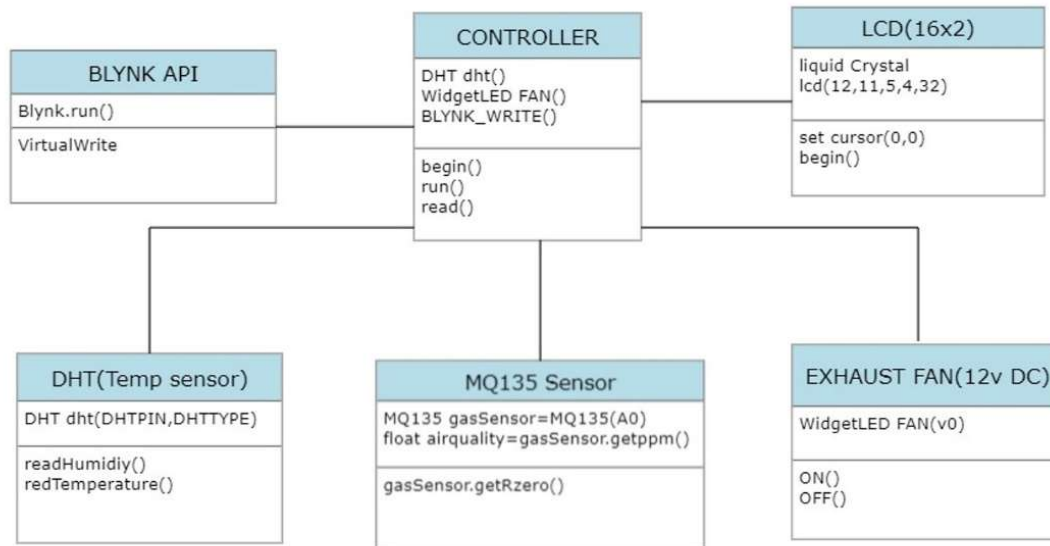 BLYNK API
Blynk.run()
VirtualWrite
CONTROLLER
DHT dht()
WidgetLED FAN()
BLYNK_WRITE()
begin()
run()
read()
LCD(16x2)
liquid Crystal
lcd(12,11,5,4,32)
set cursor(0,0)
begin()
DHT(Temp sensor)
DHT dht(DHTPIN,DHTTYPE)
readHumidiy()
redTemperature()
MQ135 Sensor
MQ135 gasSensor=MQ135(A0)
float airquality=gasSensor.getppm()
gasSensor.getRzero()
EXHAUST FAN(12v DC)
WidgetLED FAN(v0)
ON()
OFF()